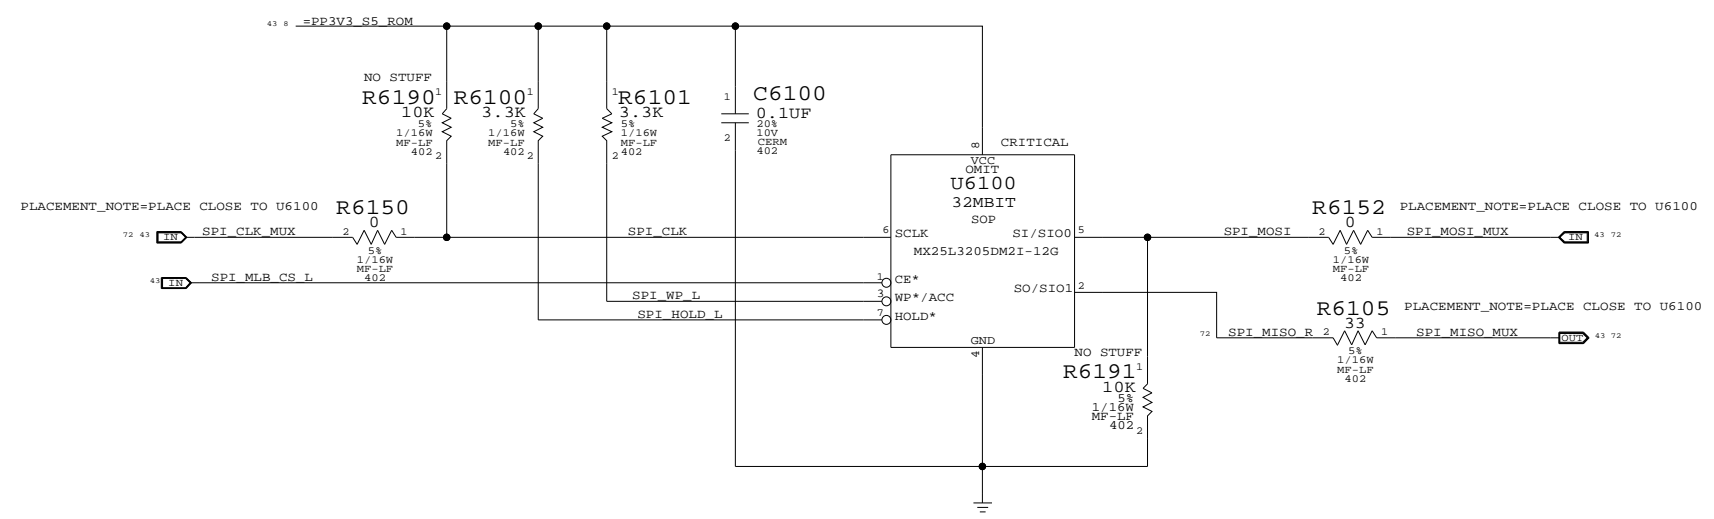 43 8 =PP3V3_S5_ROM
NO STUFF
R6190 1
10K
5%
1/16W
MF-LF
402
2
R6100 1
3.3K
5%
1/16W
MF-LF
402
2
1 R6101
3.3K
5%
1/16W
MF-LF
2 402
1 C6100
0.1UF
20%
10V
2 CERM
402
8 CRITICAL
VCC
OMIT
U6100
32MBIT
SOP
MX25L3205DM2I-12G
6 SCLK
1 CE*
3 WP*/ACC
7 HOLD*
SI/SIO0 5
SO/SIO1 2
GND
4
PLACEMENT_NOTE=PLACE CLOSE TO U6100
R6150
0
72 43 IN SPI_CLK_MUX 2 1 SPI_CLK
5%
1/16W
MF-LF
402
43 IN SPI_MLB_CS_L
SPI_WP_L
SPI_HOLD_L
R6152 PLACEMENT_NOTE=PLACE CLOSE TO U6100
0
SPI_MOSI 2 1 SPI_MOSI_MUX IN 43 72
5%
1/16W
MF-LF
402
R6105 PLACEMENT_NOTE=PLACE CLOSE TO U6100
33
72 SPI_MISO_R 2 1 SPI_MISO_MUX OUT 43 72
5%
1/16W
MF-LF
402
NO STUFF
R6191 1
10K
5%
1/16W
MF-LF
402
2